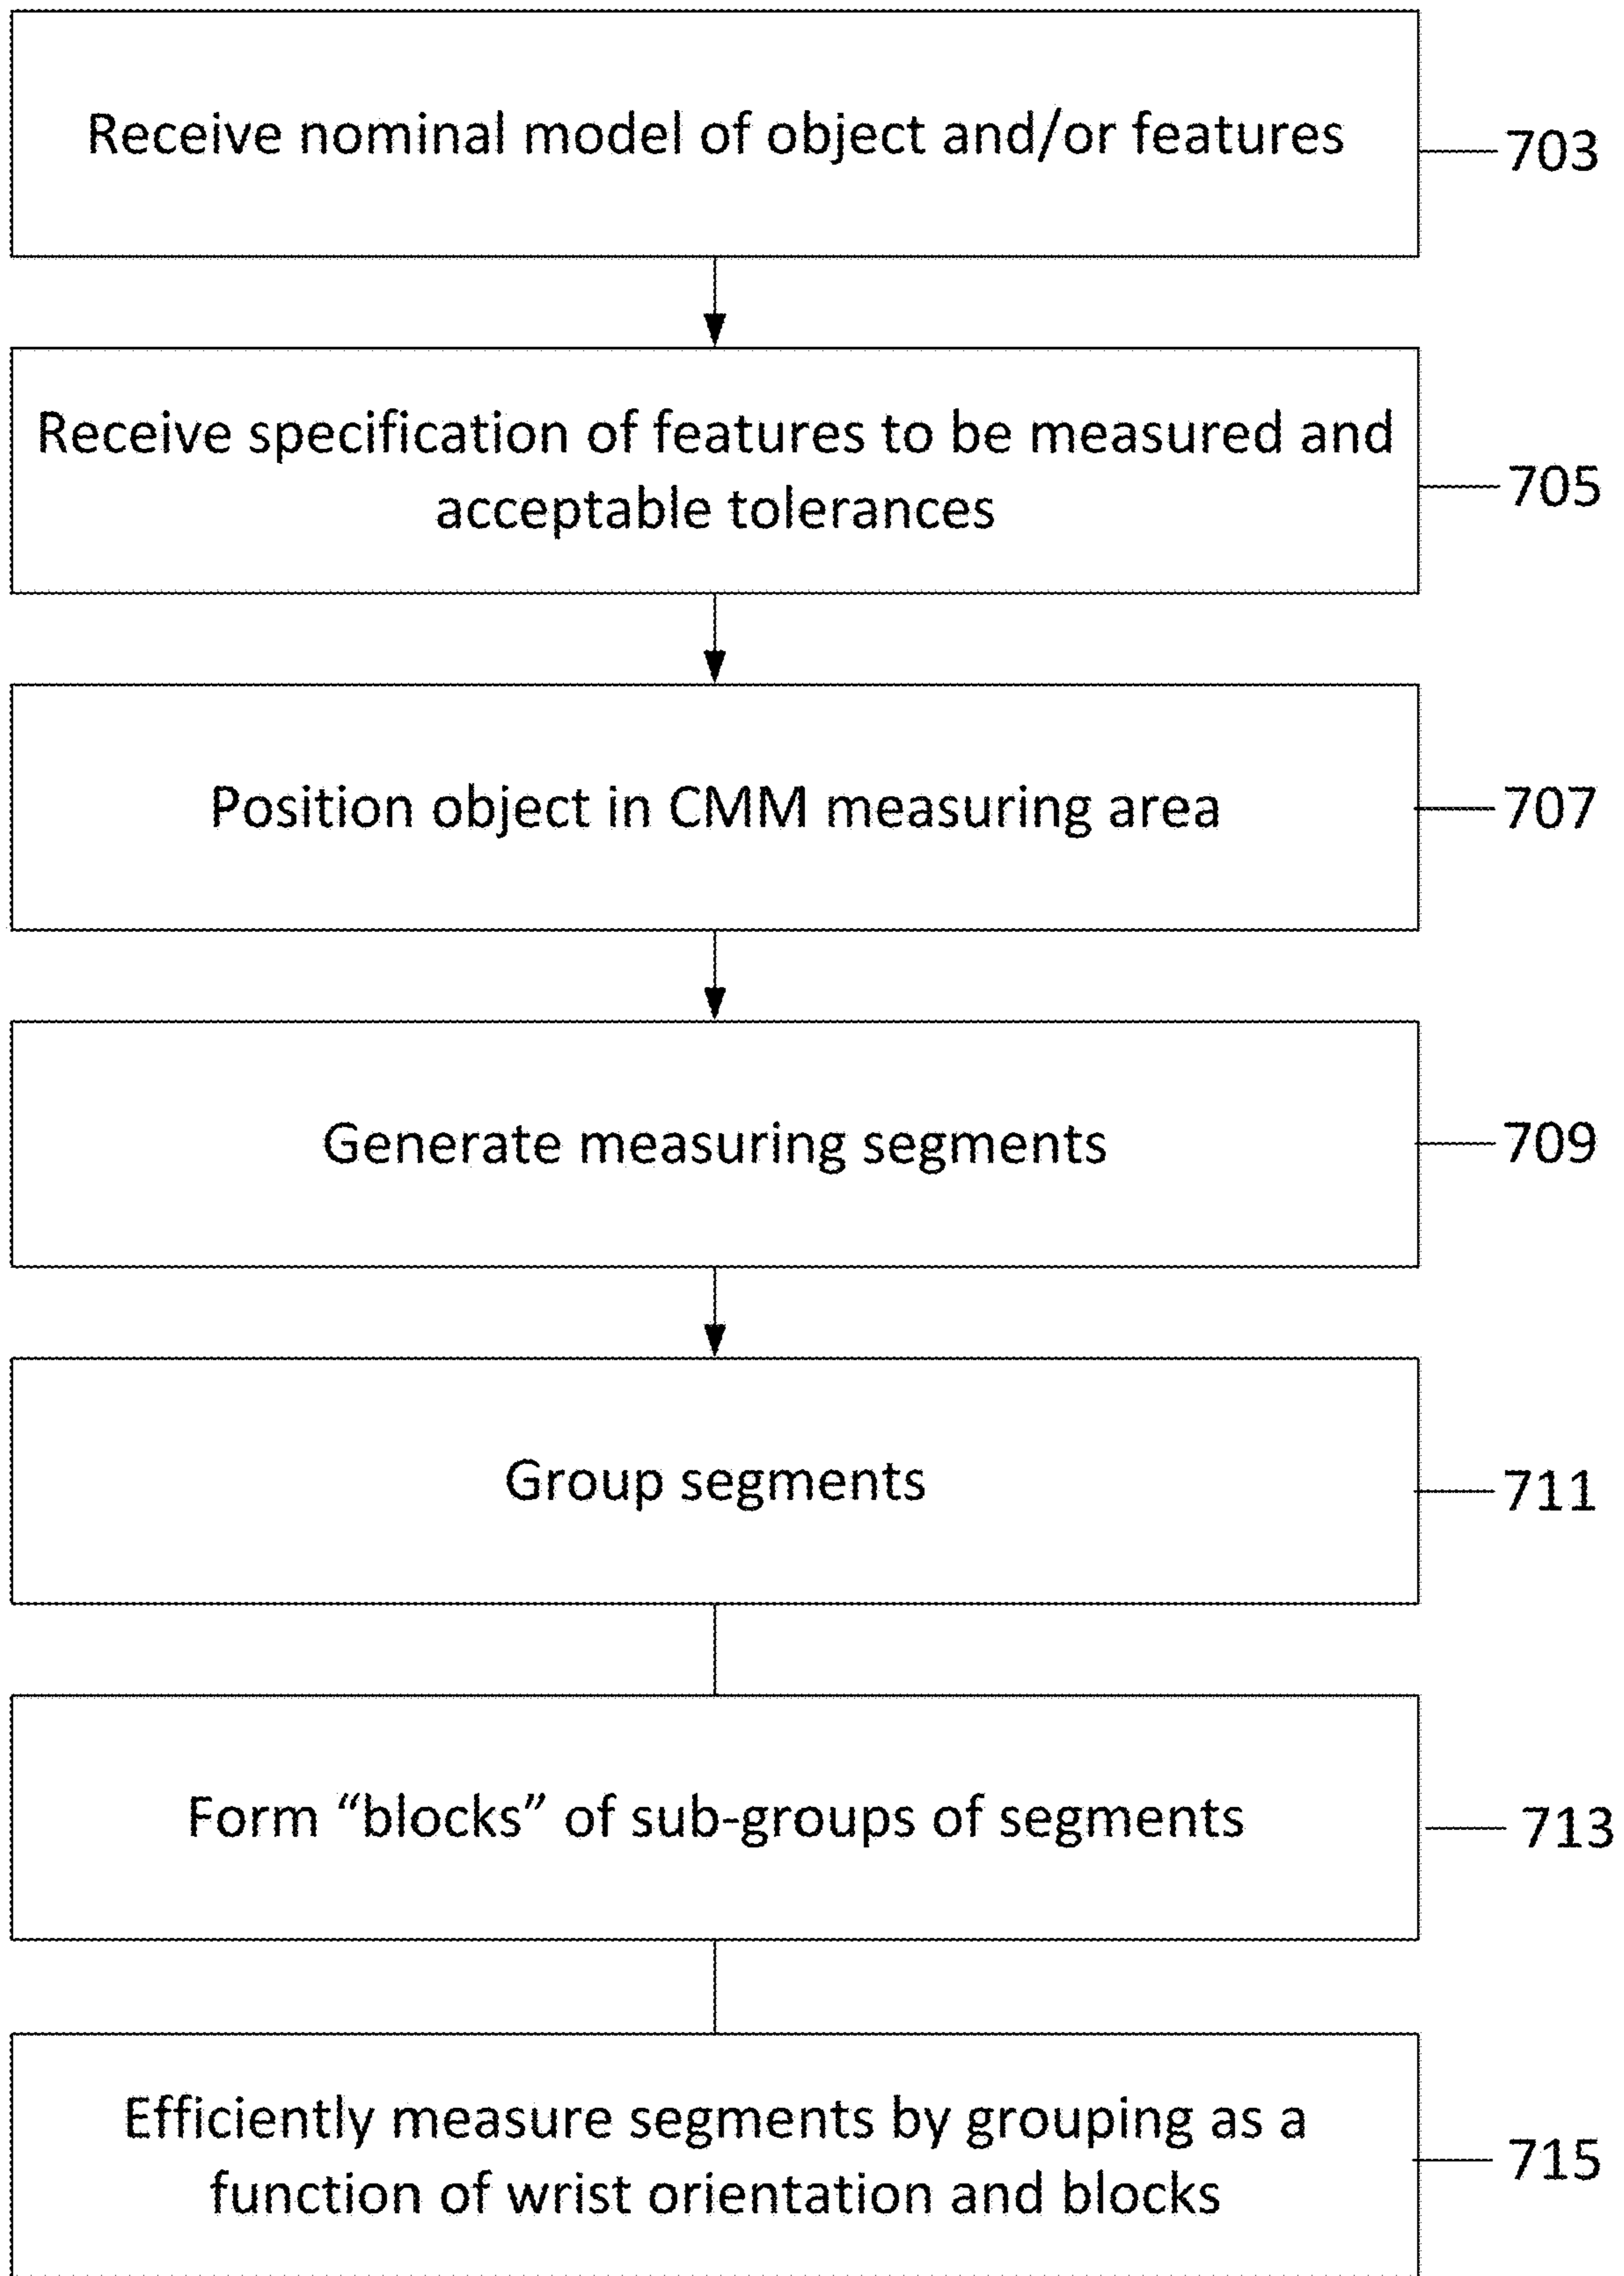 Receive nominal model of object and/or features
703
Receive specification of features to be measured and
acceptable tolerances
705
Position object in CMM measuring area
707
Generate measuring segments
709
Group segments
711
Form “blocks” of sub-groups of segments
713
Efficiently measure segments by grouping as a
function of wrist orientation and blocks
715